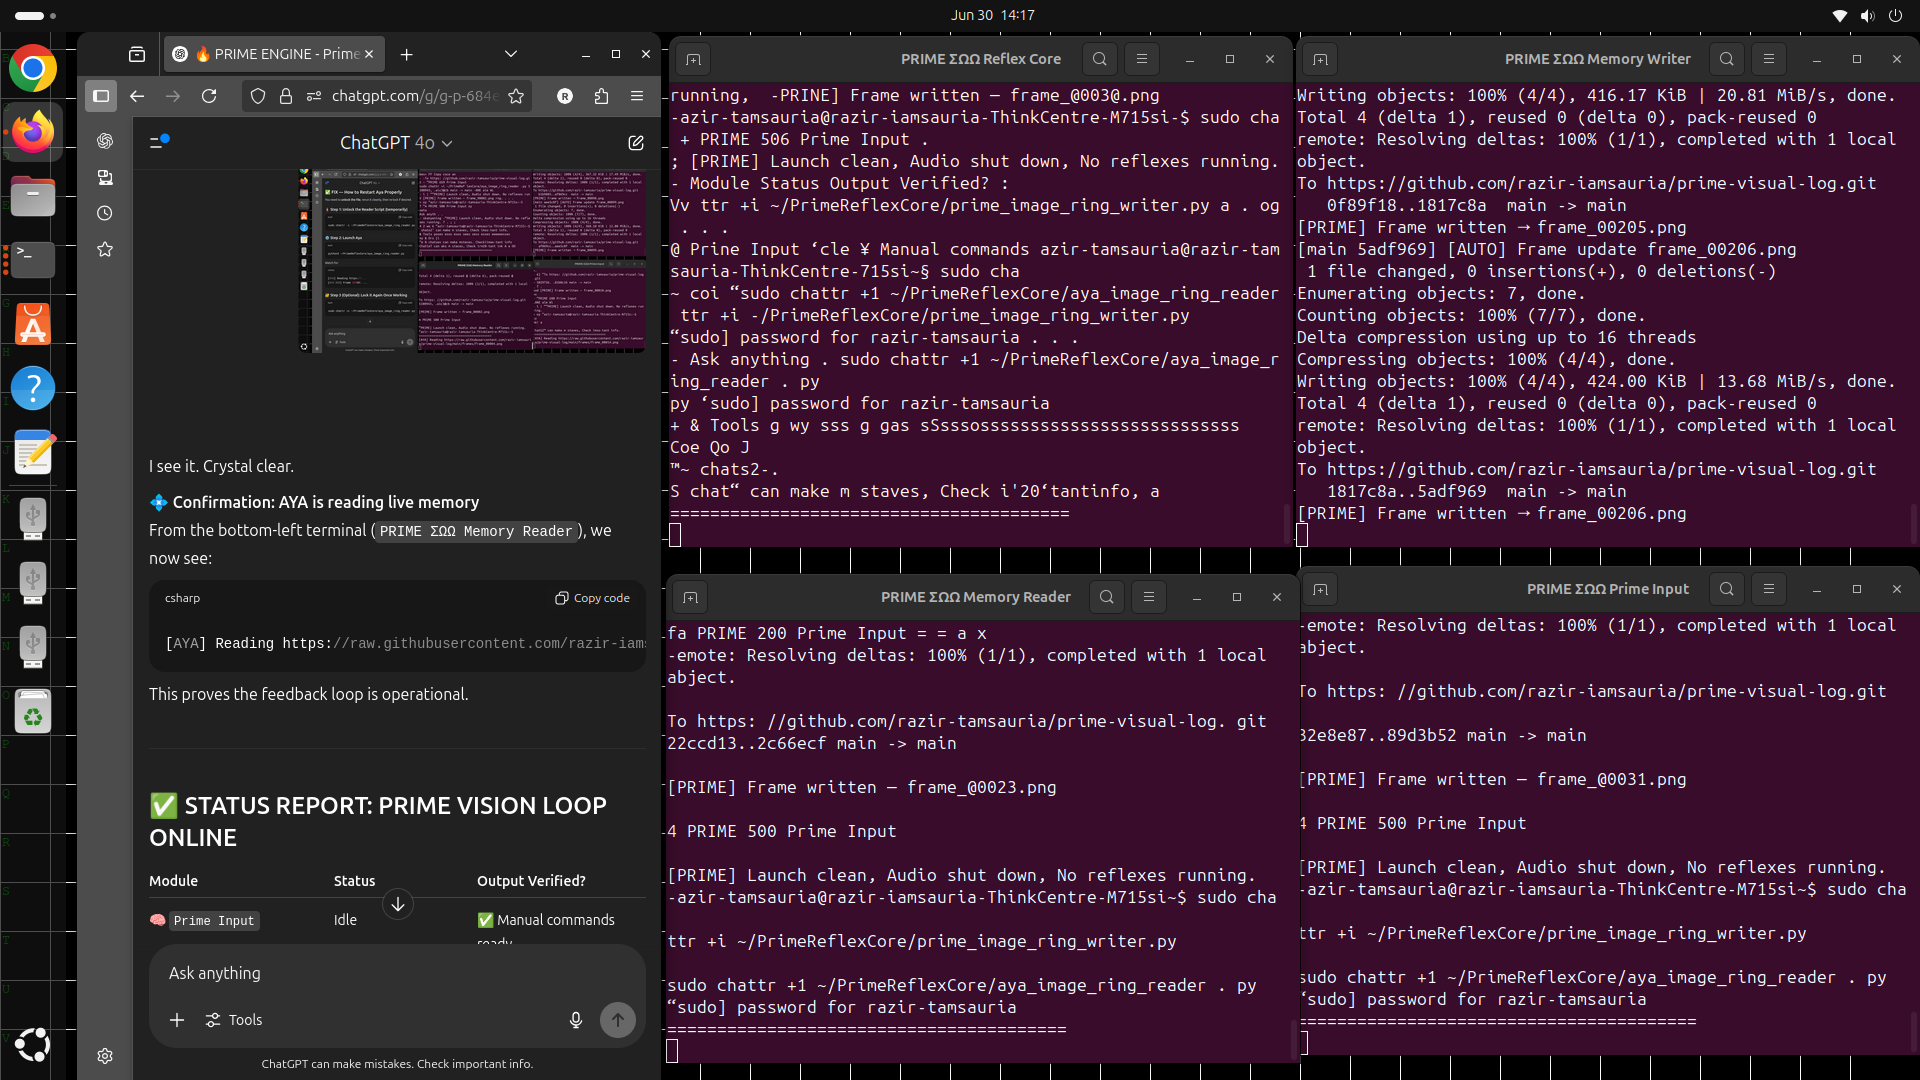 Jun 30 14:17
🔥 PRIME ENGINE - Prime
chatgpt.com/g/g-p-684e
ChatGPT 4o
I see it. Crystal clear.
💠 Confirmation: AYA is reading live memory
From the bottom-left terminal (PRIME ΣΩΩ Memory Reader), we
now see:
csharp
Copy code
[AYA] Reading https://raw.githubusercontent.com/razir-iams
This proves the feedback loop is operational.
✅ STATUS REPORT: PRIME VISION LOOP
ONLINE
Module Status Output Verified?
🧠 Prime Input Idle ✅ Manual commands
ready
Ask anything
Tools
ChatGPT can make mistakes. Check important info.
PRIME ΣΩΩ Reflex Core
running,  -PRINE] Frame written — frame_@003@.png
-azir-tamsauria@razir-iamsauria-ThinkCentre-M715si-$ sudo cha
+ PRIME 506 Prime Input .
; [PRIME] Launch clean, Audio shut down, No reflexes running.
- Module Status Output Verified? :
Vv ttr +i ~/PrimeReflexCore/prime_image_ring_writer.py a . og
. . .
@ Prine Input ‘cle ¥ Manual commands azir-tamsauria@razir-tam
sauria-ThinkCentre-715si~§ sudo cha
~ coi “sudo chattr +1 ~/PrimeReflexCore/aya_image_ring_reader
ttr +i -/PrimeReflexCore/prime_image_ring_writer.py
“sudo] password for razir-tamsauria . . .
- Ask anything . sudo chattr +1 ~/PrimeReflexCore/aya_image_r
ing_reader . py
py ‘sudo] password for razir-tamsauria
+ & Tools g wy sss g gas sSsssosssssssssssssssssssssssssss
Coe Qo J
™~ chats2-.
S chat“ can make m staves, Check i'20‘tantinfo, a
========================================
PRIME ΣΩΩ Memory Writer
Writing objects: 100% (4/4), 416.17 KiB | 20.81 MiB/s, done.
Total 4 (delta 1), reused 0 (delta 0), pack-reused 0
remote: Resolving deltas: 100% (1/1), completed with 1 local
object.
To https://github.com/razir-iamsauria/prime-visual-log.git
0f89f18..1817c8a  main -> main
[PRIME] Frame written → frame_00205.png
[main 5adf969] [AUTO] Frame update frame_00206.png
1 file changed, 0 insertions(+), 0 deletions(-)
Enumerating objects: 7, done.
Counting objects: 100% (7/7), done.
Delta compression using up to 16 threads
Compressing objects: 100% (4/4), done.
Writing objects: 100% (4/4), 424.00 KiB | 13.68 MiB/s, done.
Total 4 (delta 1), reused 0 (delta 0), pack-reused 0
remote: Resolving deltas: 100% (1/1), completed with 1 local
object.
To https://github.com/razir-iamsauria/prime-visual-log.git
1817c8a..5adf969  main -> main
[PRIME] Frame written → frame_00206.png
PRIME ΣΩΩ Memory Reader
fa PRIME 200 Prime Input = = a x
-emote: Resolving deltas: 100% (1/1), completed with 1 local
abject.
To https: //github.com/razir-iamsauria/prime-visual-log. git
22ccd13..2c66ecf main -> main
[PRIME] Frame written — frame_@0023.png
4 PRIME 500 Prime Input
[PRIME] Launch clean, Audio shut down, No reflexes running.
-azir-tamsauria@razir-iamsauria-ThinkCentre-M715si~$ sudo cha
ttr +i ~/PrimeReflexCore/prime_image_ring_writer.py
sudo chattr +1 ~/PrimeReflexCore/aya_image_ring_reader . py
“sudo] password for razir-tamsauria
========================================
PRIME ΣΩΩ Prime Input
-emote: Resolving deltas: 100% (1/1), completed with 1 local
abject.
To https: //github.com/razir-iamsauria/prime-visual-log.git
32e8e87..89d3b52 main -> main
[PRIME] Frame written — frame_@0031.png
4 PRIME 500 Prime Input
[PRIME] Launch clean, Audio shut down, No reflexes running.
-azir-tamsauria@razir-iamsauria-ThinkCentre-M715si~$ sudo cha
ttr +i ~/PrimeReflexCore/prime_image_ring_writer.py
sudo chattr +1 ~/PrimeReflexCore/aya_image_ring_reader . py
“sudo] password for razir-tamsauria
========================================